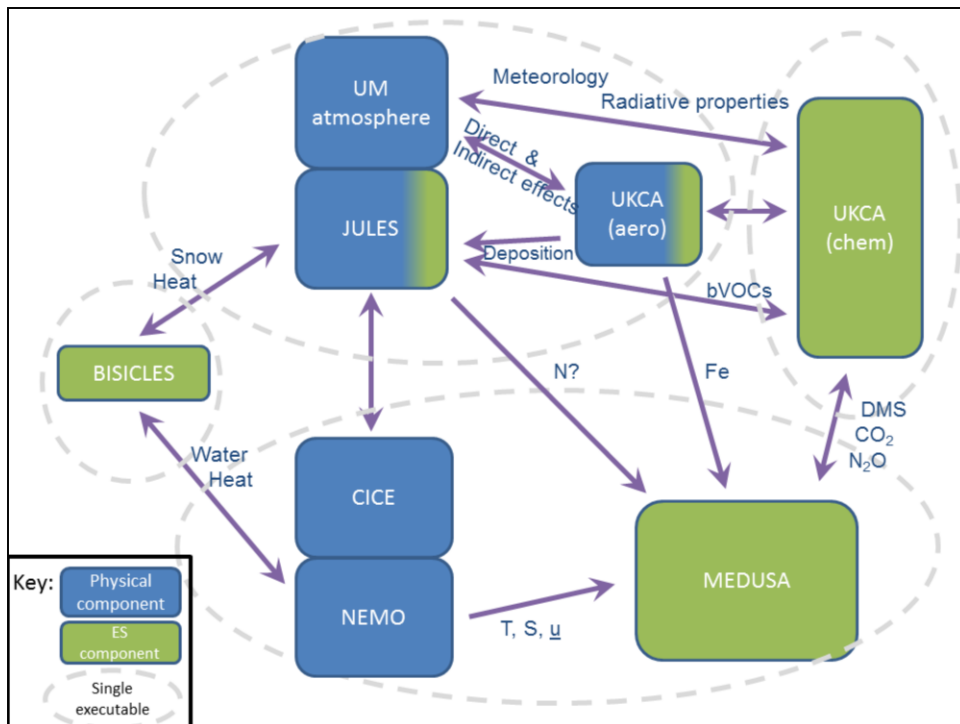 UM
atmosphere
Meteorology
Radiative properties
Direct &
Indirect effects
JULES
UKCA
(aero)
UKCA
(chem)
Deposition
bVOCs
Snow
Heat
BISICLES
N?
Fe
DMS
CO₂
N₂O
Water
Heat
CICE
NEMO
MEDUSA
T, S, u
Key:
Physical
component
ES
component
Single
executable